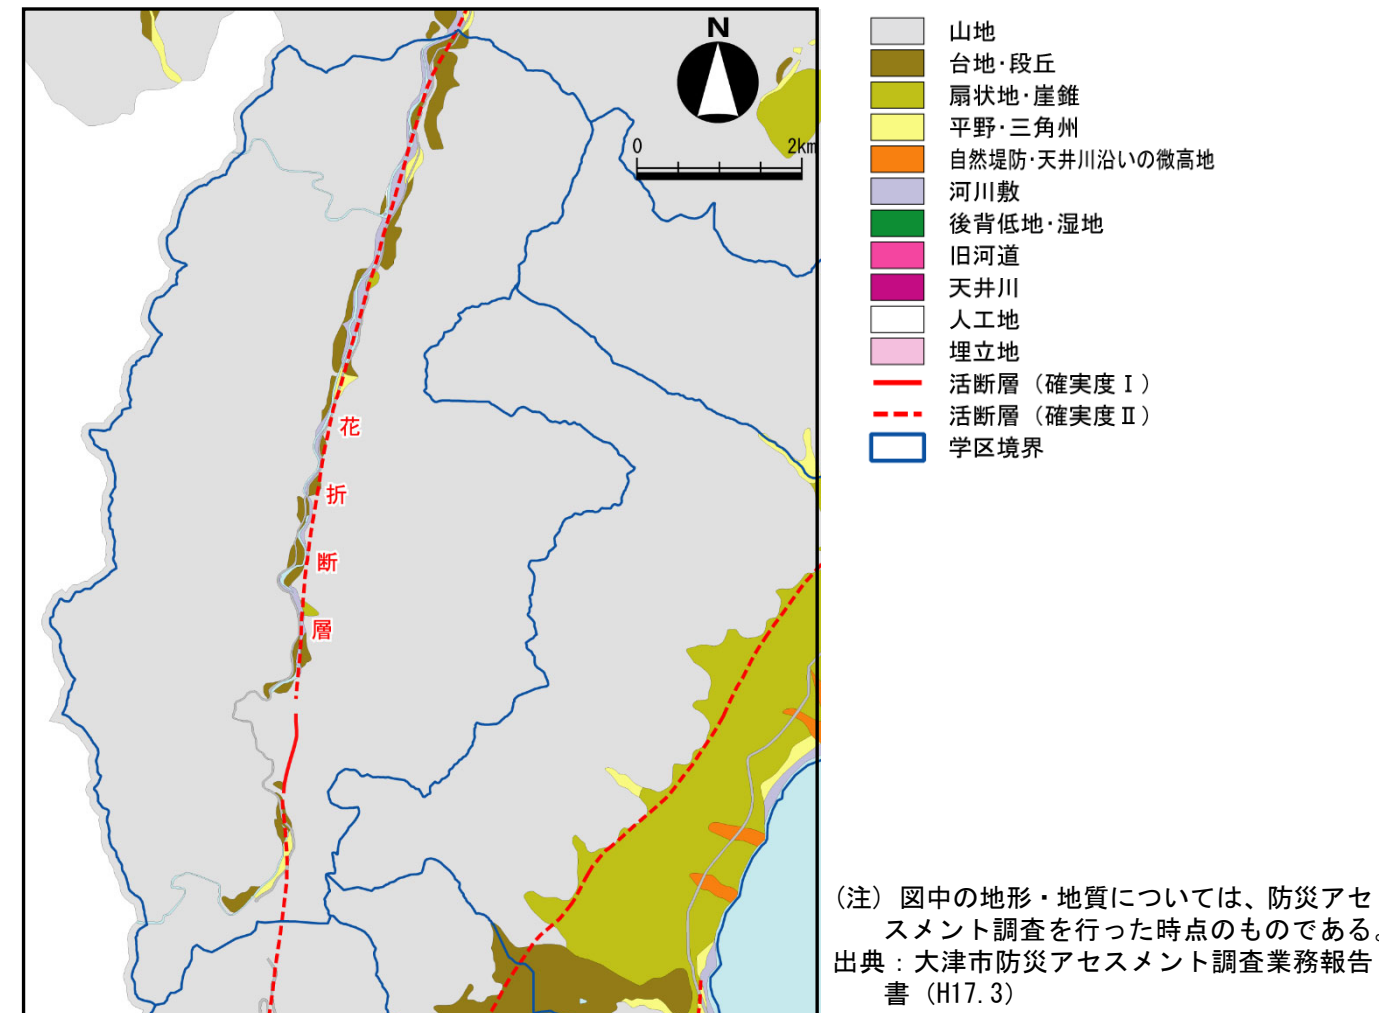 N
0 2km
花
折
断
層
山地
台地・段丘
扇状地・崖錐
平野・三角州
自然堤防・天井川沿いの微高地
河川敷
後背低地・湿地
旧河道
天井川
人工地
埋立地
活断層（確実度Ⅰ）
活断層（確実度Ⅱ）
学区境界
（注）図中の地形・地質については、防災アセ
スメント調査を行った時点のものである。
出典：大津市防災アセスメント調査業務報告
書（H17.3）